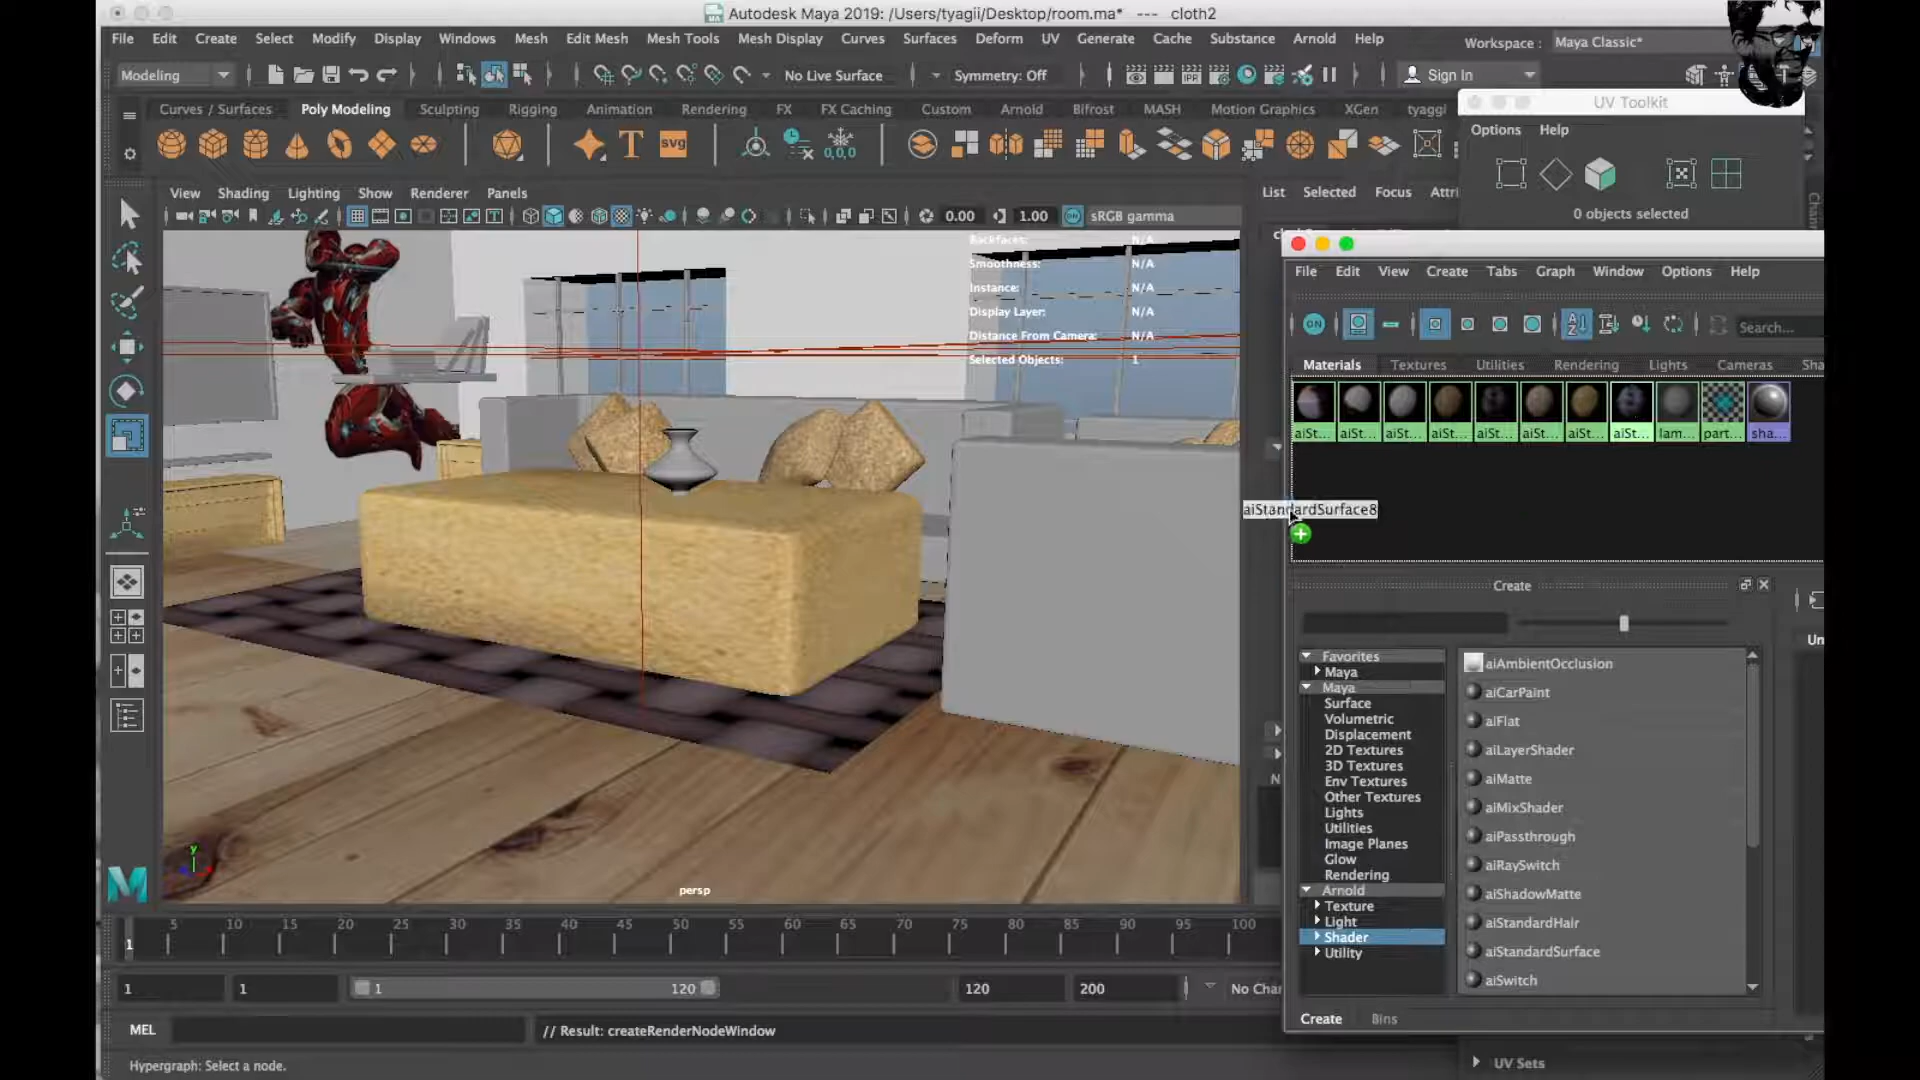 Autodesk Maya 2019: /Users/tyagii/Desktop/room.ma* --- cloth2
File Edit Create Select Modify Display Windows Mesh Edit Mesh Mesh Tools Mesh Display Curves Surfaces Deform UV Generate Cache Substance Arnold Help
Workspace : Maya Classic*
Modeling No Live Surface Symmetry: Off Sign In
Curves / Surfaces Poly Modeling Sculpting Rigging Animation Rendering FX FX Caching Custom Arnold Bifrost MASH Motion Graphics XGen tyaggi
UV Toolkit
Options Help
0 objects selected
View Shading Lighting Show Renderer Panels
List Selected Focus Attri
0.00 1.00 sRGB gamma
Backfaces: N/A
Smoothness: N/A
Instance: N/A
Display Layer: N/A
Distance From Camera: N/A
Selected Objects: 1
File Edit View Create Tabs Graph Window Options Help
ON Search...
Materials Textures Utilities Rendering Lights Cameras Sha
aiSt... aiSt... aiSt... aiSt... aiSt... aiSt... aiSt... aiSt... lam... part... sha...
aiStandardSurface8
Create
Favorites
Maya
Maya
Surface
Volumetric
Displacement
2D Textures
3D Textures
Env Textures
Other Textures
Lights
Utilities
Image Planes
Glow
Rendering
Arnold
Texture
Light
Shader
Utility
aiAmbientOcclusion
aiCarPaint
aiFlat
aiLayerShader
aiMatte
aiMixShader
aiPassthrough
aiRaySwitch
aiShadowMatte
aiStandardHair
aiStandardSurface
aiSwitch
Un
Create Bins
UV Sets
persp
y
5 10 15 20 25 30 35 40 45 50 55 60 65 70 75 80 85 90 95 100
1
1 1 1 120 120 200 No Char
MEL // Result: createRenderNodeWindow
Hypergraph: Select a node.